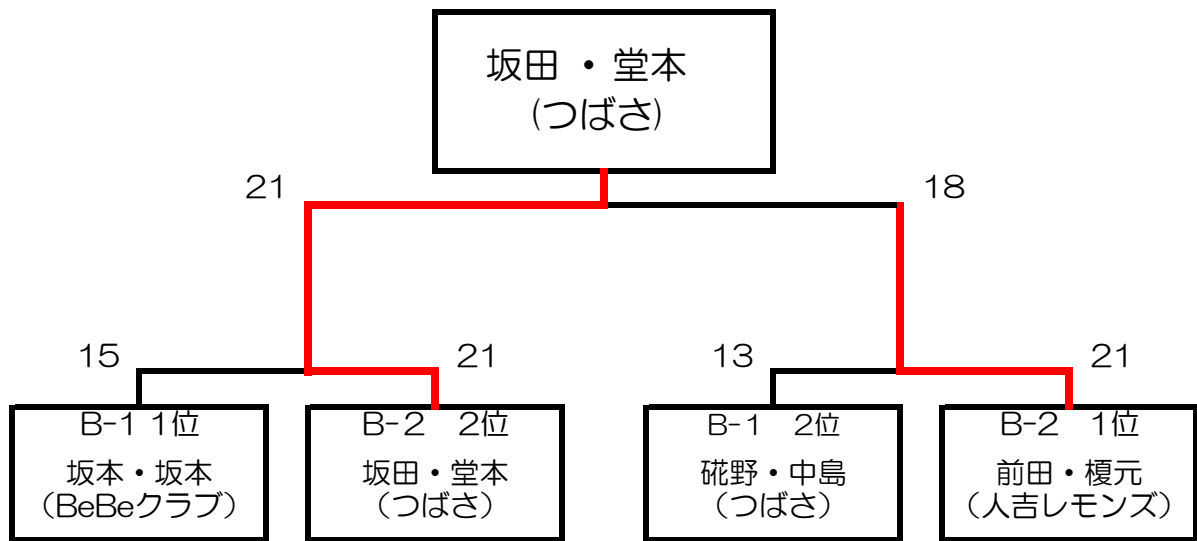 坂田 ・ 堂本
(つばさ)
21
18
15
21
13
21
B-1 1位
坂本・坂本
（BeBeクラブ）
B-2　2位
坂田・堂本
（つばさ）
B-1　2位
硴野・中島
（つばさ）
B-2　1位
前田・榎元
（人吉レモンズ）